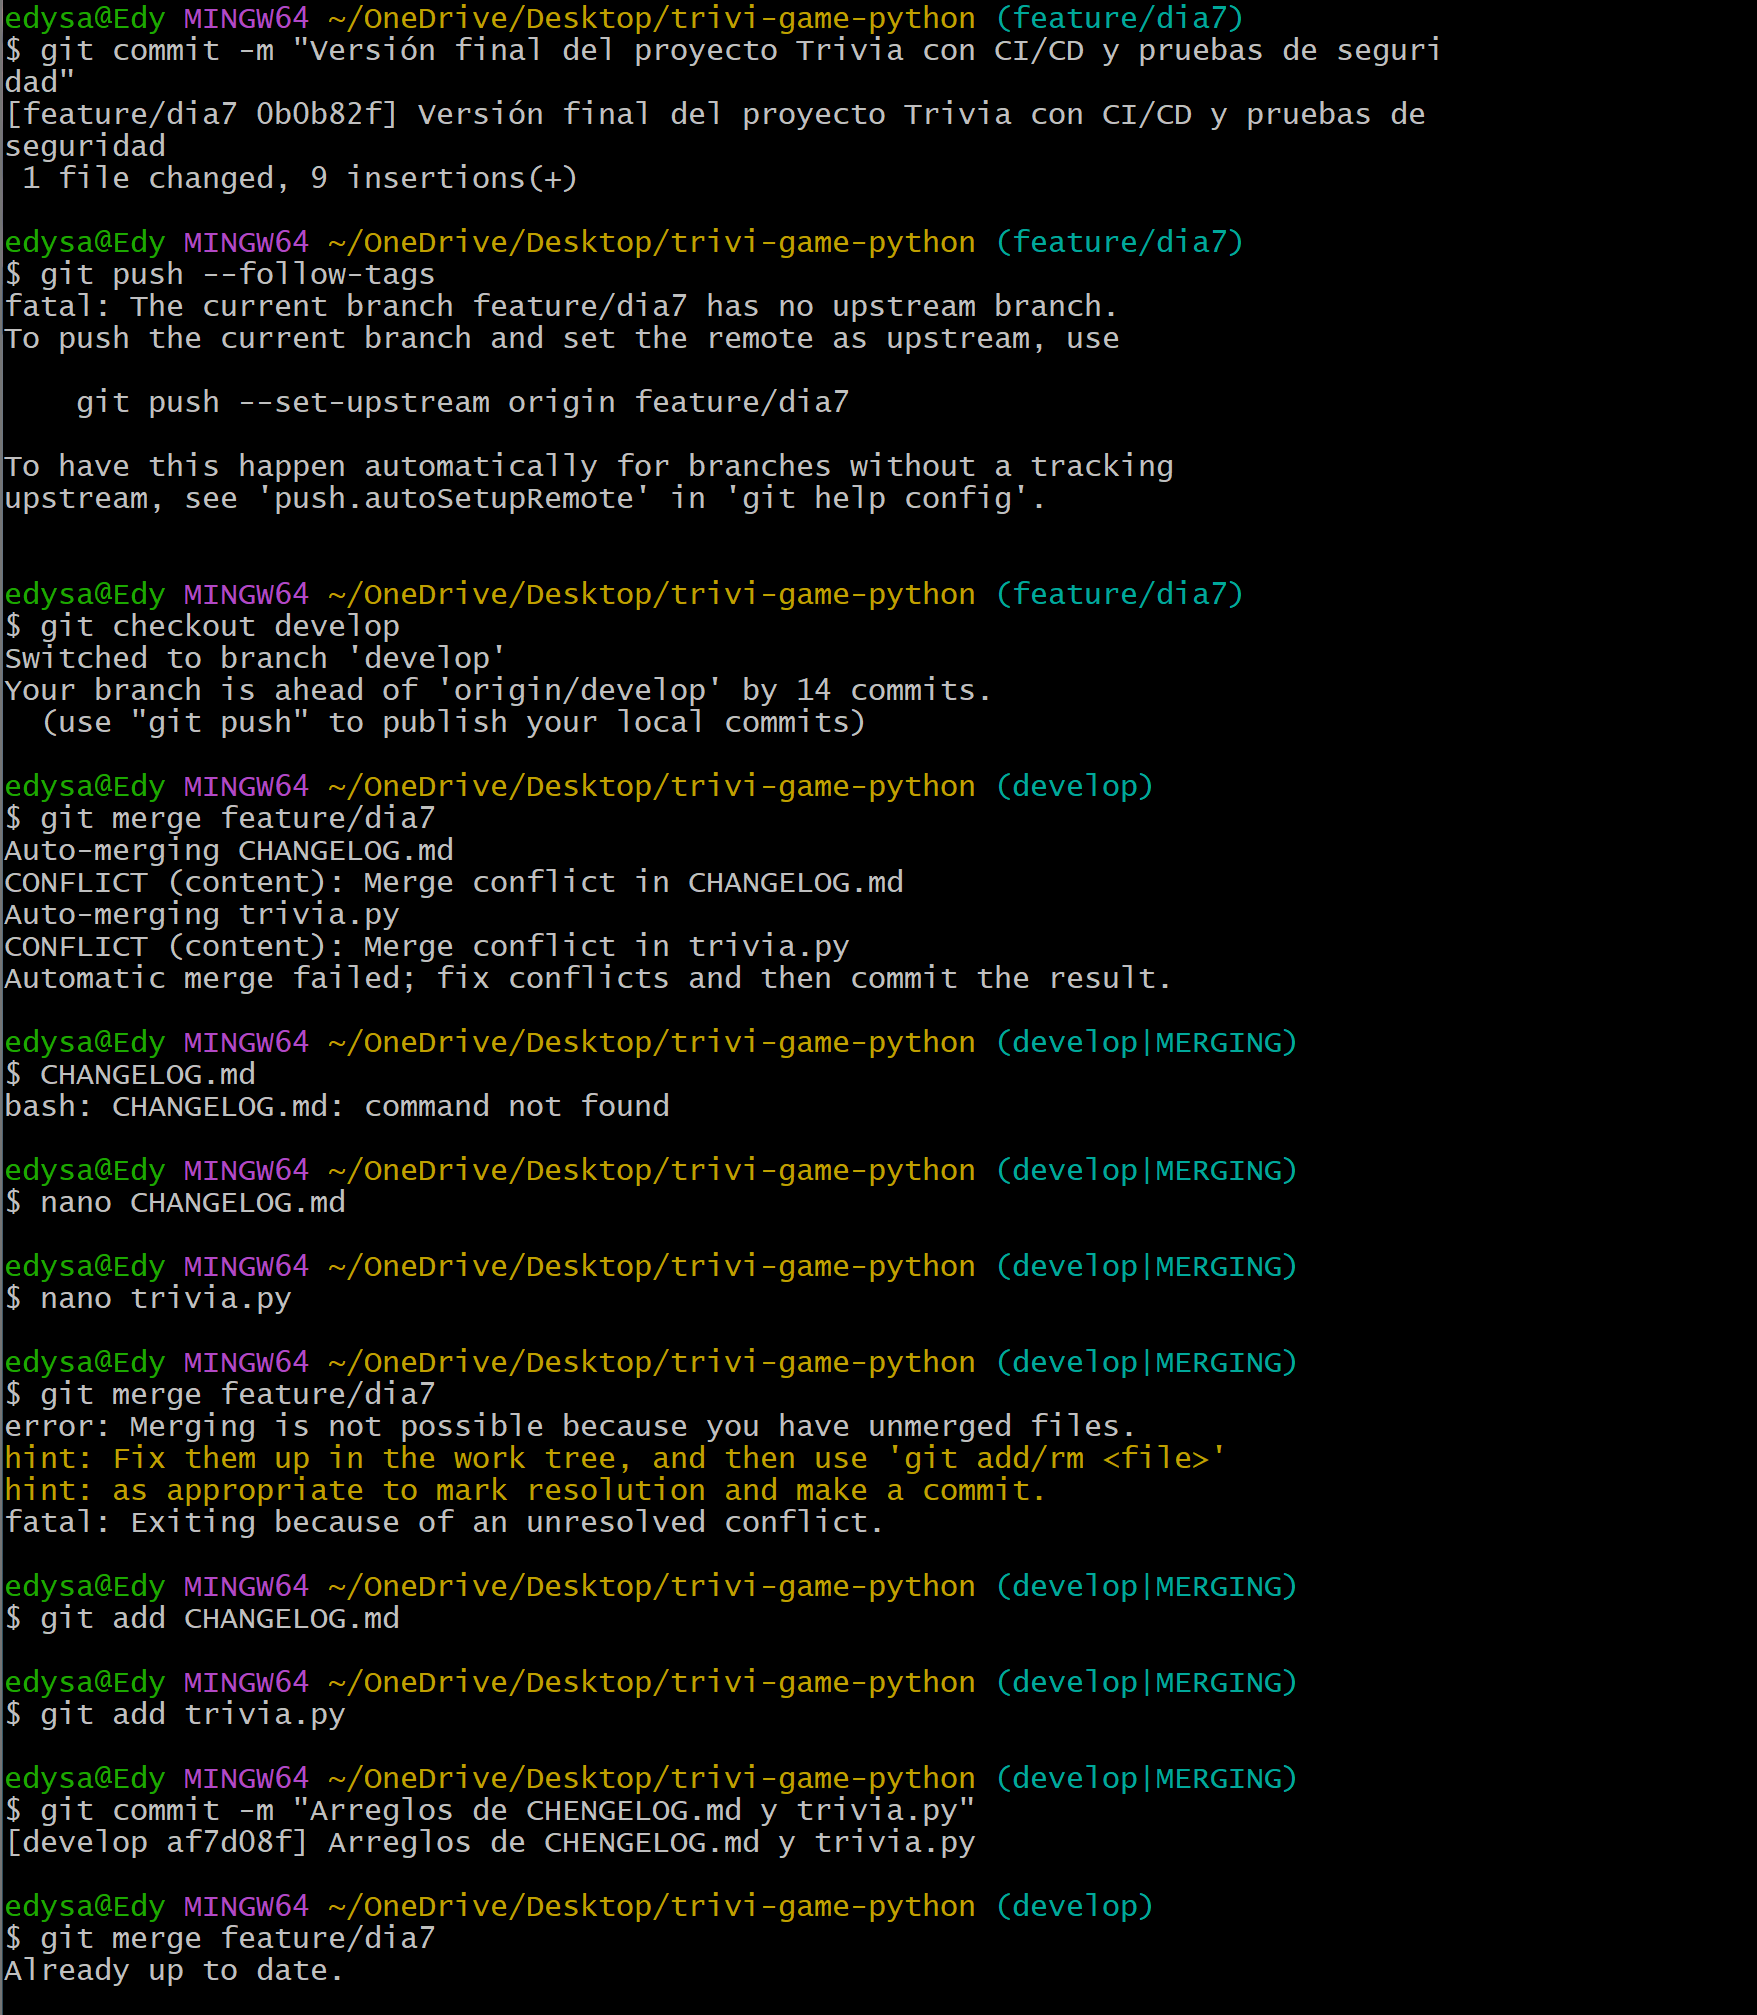 edysa@Edy MINGW64 ~/OneDrive/Desktop/trivi-game-python (feature/dia7)
$ git commit -m "Versión final del proyecto Trivia con CI/CD y pruebas de seguri
dad"
[feature/dia7 0b0b82f] Versión final del proyecto Trivia con CI/CD y pruebas de
seguridad
 1 file changed, 9 insertions(+)

edysa@Edy MINGW64 ~/OneDrive/Desktop/trivi-game-python (feature/dia7)
$ git push --follow-tags
fatal: The current branch feature/dia7 has no upstream branch.
To push the current branch and set the remote as upstream, use

    git push --set-upstream origin feature/dia7

To have this happen automatically for branches without a tracking
upstream, see 'push.autoSetupRemote' in 'git help config'.

edysa@Edy MINGW64 ~/OneDrive/Desktop/trivi-game-python (feature/dia7)
$ git checkout develop
Switched to branch 'develop'
Your branch is ahead of 'origin/develop' by 14 commits.
  (use "git push" to publish your local commits)

edysa@Edy MINGW64 ~/OneDrive/Desktop/trivi-game-python (develop)
$ git merge feature/dia7
Auto-merging CHANGELOG.md
CONFLICT (content): Merge conflict in CHANGELOG.md
Auto-merging trivia.py
CONFLICT (content): Merge conflict in trivia.py
Automatic merge failed; fix conflicts and then commit the result.

edysa@Edy MINGW64 ~/OneDrive/Desktop/trivi-game-python (develop|MERGING)
$ CHANGELOG.md
bash: CHANGELOG.md: command not found

edysa@Edy MINGW64 ~/OneDrive/Desktop/trivi-game-python (develop|MERGING)
$ nano CHANGELOG.md

edysa@Edy MINGW64 ~/OneDrive/Desktop/trivi-game-python (develop|MERGING)
$ nano trivia.py

edysa@Edy MINGW64 ~/OneDrive/Desktop/trivi-game-python (develop|MERGING)
$ git merge feature/dia7
error: Merging is not possible because you have unmerged files.
hint: Fix them up in the work tree, and then use 'git add/rm <file>'
hint: as appropriate to mark resolution and make a commit.
fatal: Exiting because of an unresolved conflict.

edysa@Edy MINGW64 ~/OneDrive/Desktop/trivi-game-python (develop|MERGING)
$ git add CHANGELOG.md

edysa@Edy MINGW64 ~/OneDrive/Desktop/trivi-game-python (develop|MERGING)
$ git add trivia.py

edysa@Edy MINGW64 ~/OneDrive/Desktop/trivi-game-python (develop|MERGING)
$ git commit -m "Arreglos de CHENGELOG.md y trivia.py"
[develop af7d08f] Arreglos de CHENGELOG.md y trivia.py

edysa@Edy MINGW64 ~/OneDrive/Desktop/trivi-game-python (develop)
$ git merge feature/dia7
Already up to date.